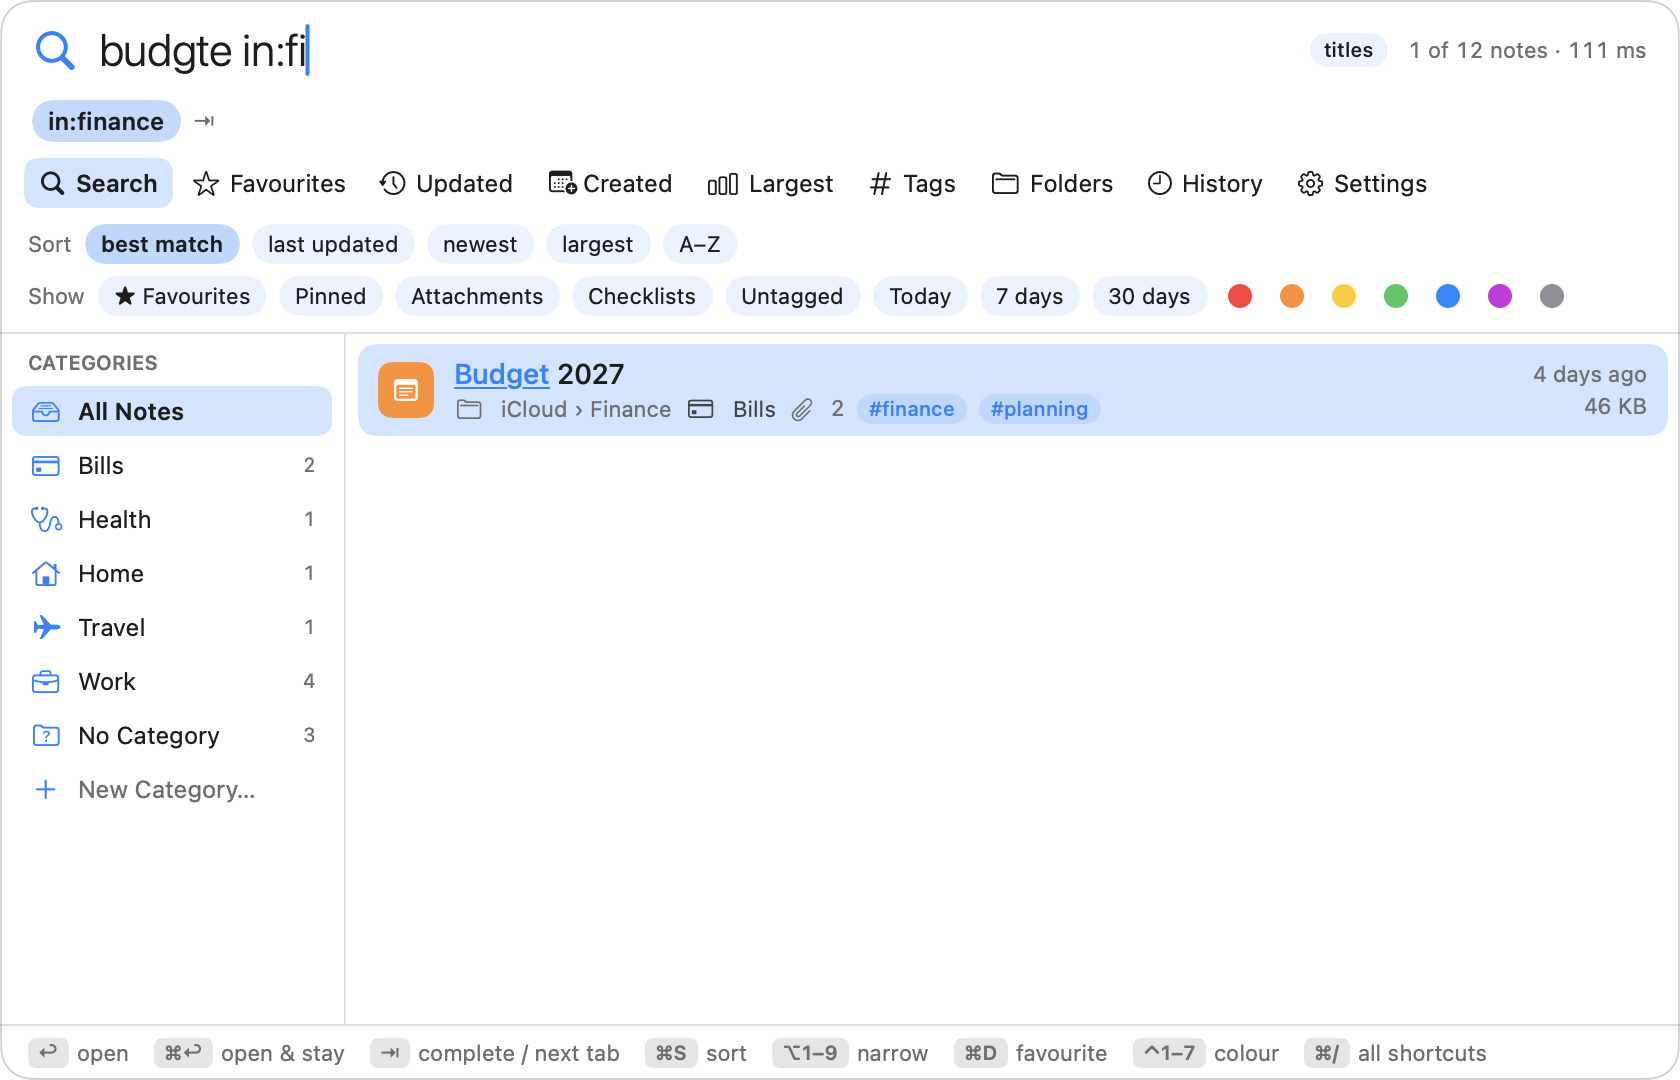 budgte in:fi titles 1 of 12 notes · 111 ms
in:finance ⇥
Search Favourites Updated Created Largest # Tags Folders History Settings
Sort best match last updated newest largest A–Z
Show ★ Favourites Pinned Attachments Checklists Untagged Today 7 days 30 days
CATEGORIES
All Notes
Bills 2
Health 1
Home 1
Travel 1
Work 4
No Category 3
+ New Category...
Budget 2027 4 days ago
iCloud › Finance Bills 2 #finance #planning 46 KB
↩ open ⌘↩ open & stay ⇥ complete / next tab ⌘S sort ⌥1–9 narrow ⌘D favourite ^1–7 colour ⌘/ all shortcuts